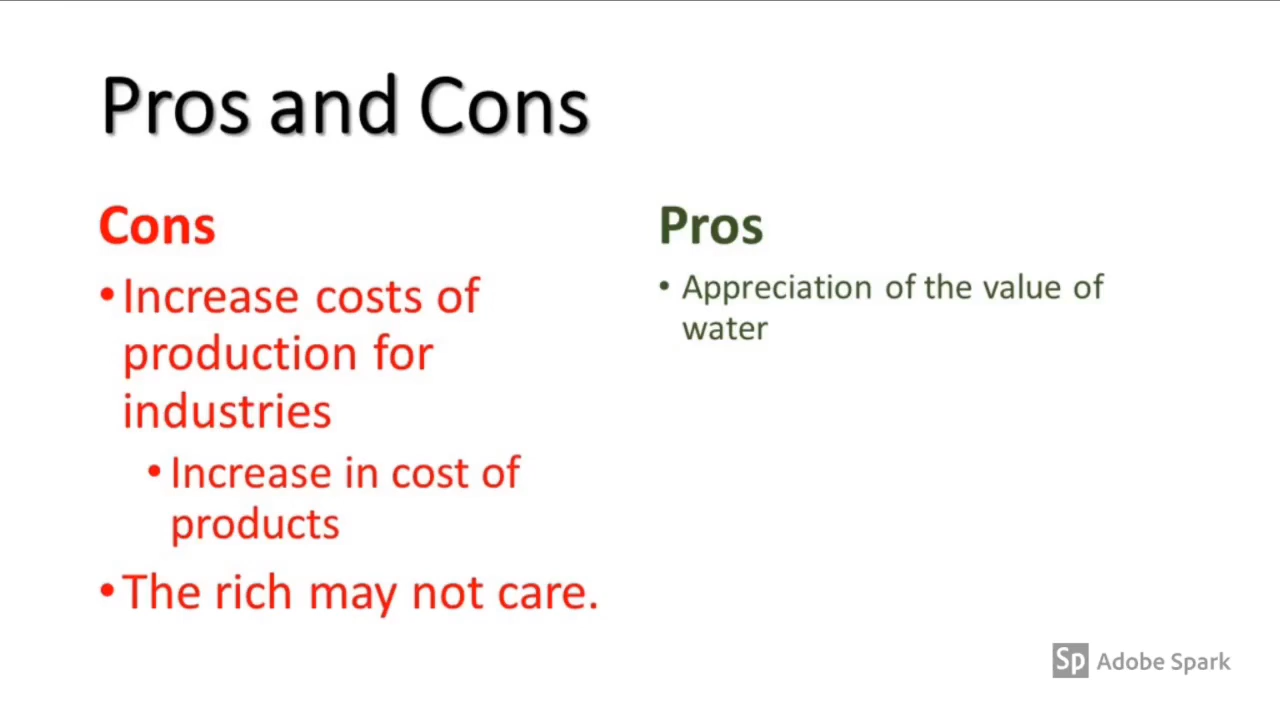 Pros and Cons
Cons
•Increase costs of
production for
industries
•Increase in cost of
products
•The rich may not care.
Pros
• Appreciation of the value of
water
Sp Adobe Spark